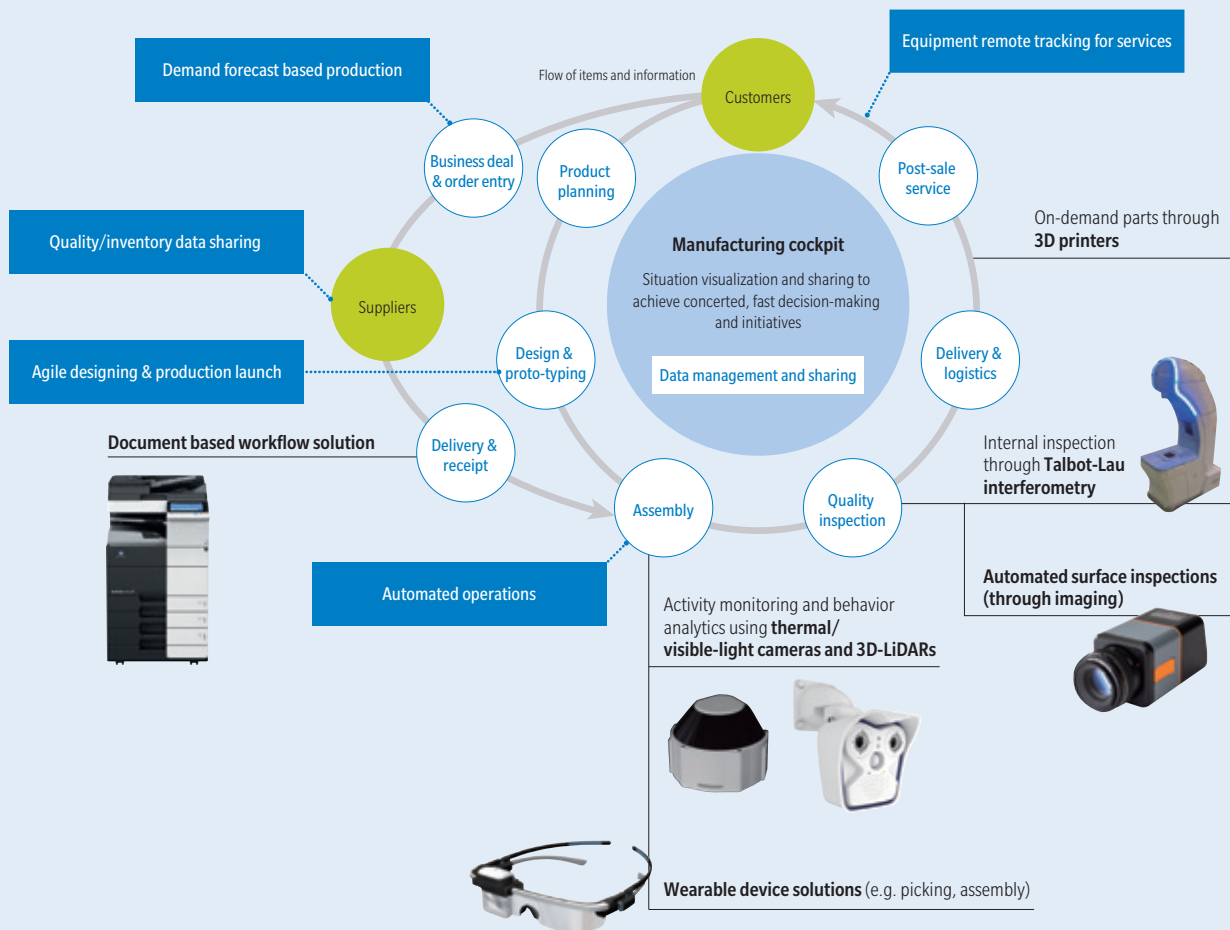 Demand forecast based production
Equipment remote tracking for services
Flow of items and information
Customers
Business deal
& order entry
Product
planning
Post-sale
service
Quality/inventory data sharing
On-demand parts through
3D printers
Manufacturing cockpit
Situation visualization and sharing to
achieve concerted, fast decision-making
and initiatives
Data management and sharing
Suppliers
Agile designing & production launch
Design &
proto-typing
Delivery &
logistics
Document based workflow solution
Delivery &
receipt
Internal inspection
through Talbot-Lau
interferometry
Assembly
Quality
inspection
Automated operations
Automated surface inspections
(through imaging)
Activity monitoring and behavior
analytics using thermal/
visible-light cameras and 3D-LiDARs
Wearable device solutions (e.g. picking, assembly)